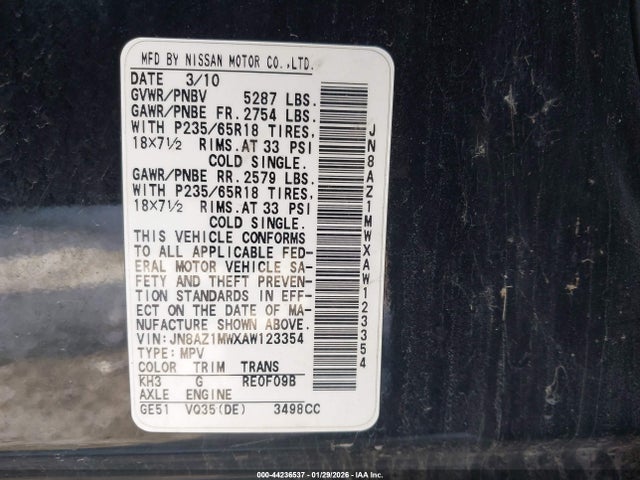 MFD BY NISSAN MOTOR CO.,LTD.
DATE 3/10
GVWR/PNBV 5287 LBS.
GAWR/PNBE FR. 2754 LBS.
WITH P235/65R18 TIRES,
18X7½ RIMS. AT 33 PSI
COLD SINGLE.
GAWR/PNBE RR. 2579 LBS.
WITH P235/65R18 TIRES,
18X7½ RIMS. AT 33 PSI
COLD SINGLE.
THIS VEHICLE CONFORMS
TO ALL APPLICABLE FED-
ERAL MOTOR VEHICLE SA-
FETY AND THEFT PREVEN-
TION STANDARDS IN EFF-
ECT ON THE DATE OF MA-
NUFACTURE SHOWN ABOVE.
VIN: JN8AZ1MWXAW123354
TYPE: MPV
COLOR TRIM TRANS
KH3 G RE0F09B
AXLE ENGINE
GE51 VQ35(DE) 3498CC
JN8AZ1MWXAW123354
000-44236537 - 01/29/2026 - IAA Inc.